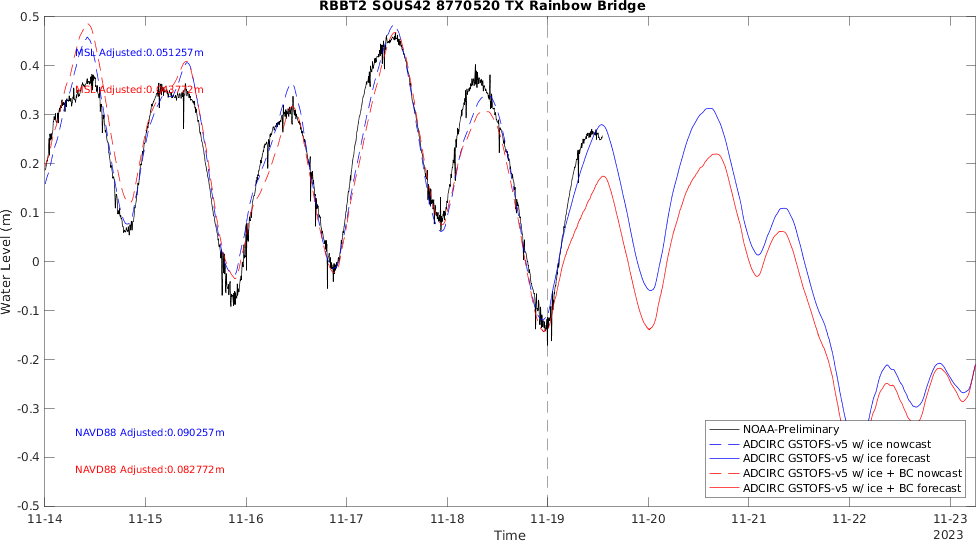 RBBT2 SOUS42 8770520 TX Rainbow Bridge
0.5
MSL Adjusted:0.051257m
0.4
MSL Adjusted:0.043772m
0.3
0.2
0.1
Water Level (m)
0
-0.1
-0.2
-0.3
NAVD88 Adjusted:0.090257m
NOAA-Preliminary
ADCIRC GSTOFS-v5 w/ ice nowcast
-0.4
ADCIRC GSTOFS-v5 w/ ice forecast
NAVD88 Adjusted:0.082772m
ADCIRC GSTOFS-v5 w/ ice + BC nowcast
ADCIRC GSTOFS-v5 w/ ice + BC forecast
-0.5
11-14 11-15 11-16 11-17 11-18 11-19 11-20 11-21 11-22 11-23
Time
2023